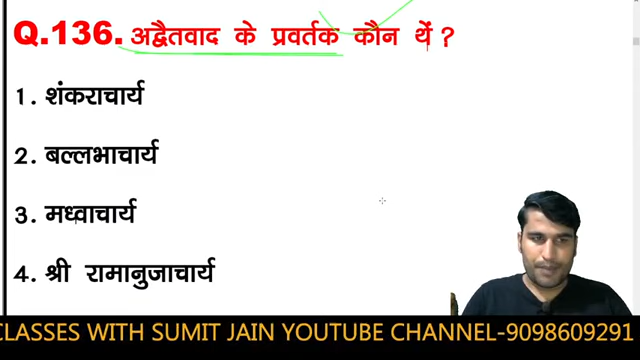 Q.136. अद्वैतवाद के प्रवर्तक कौन थें ?
1. शंकराचार्य
2. बल्लभाचार्य
3. मध्वाचार्य
4. श्री रामानुजाचार्य
CLASSES WITH SUMIT JAIN YOUTUBE CHANNEL-9098609291